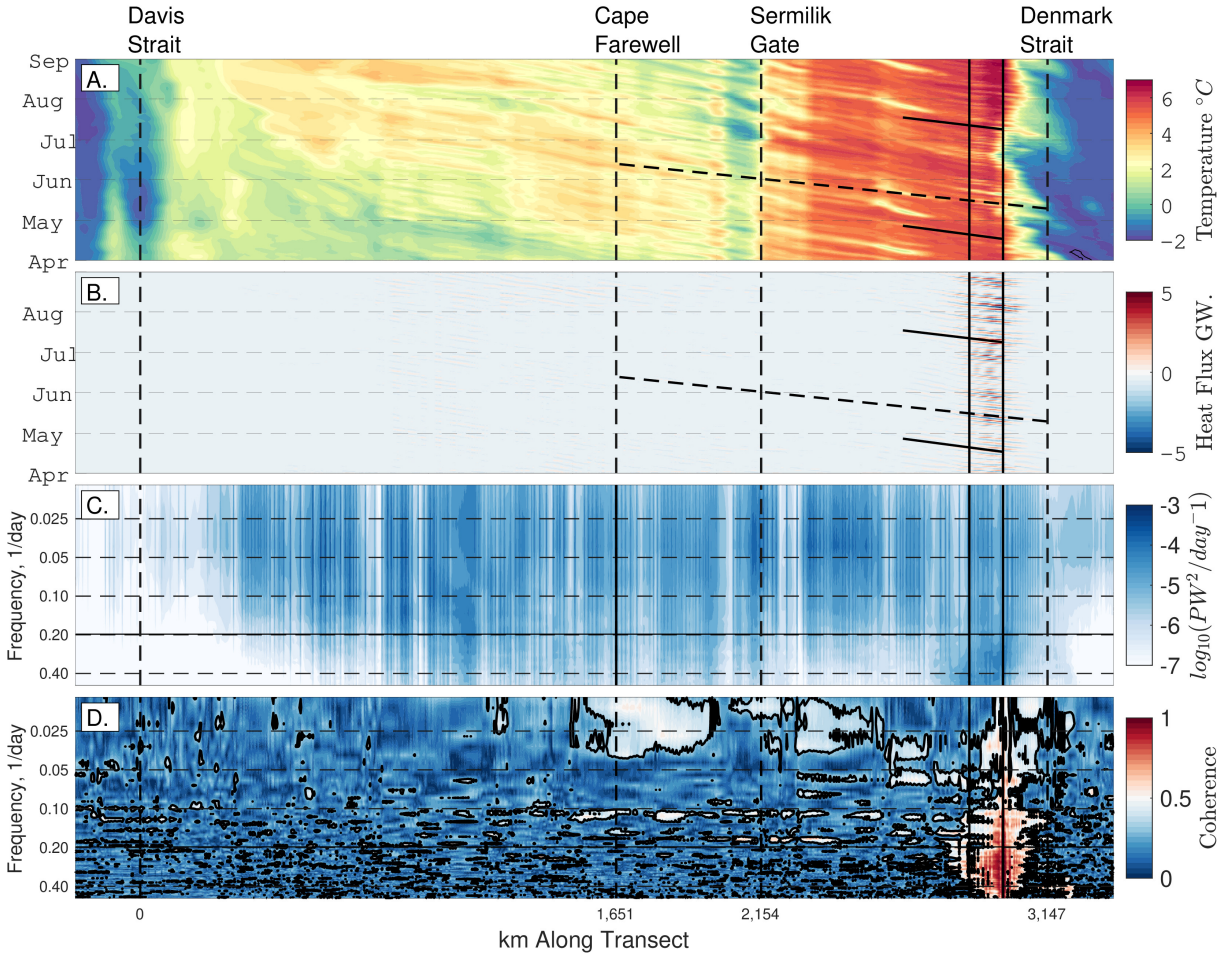 Davis
Strait
Cape
Farewell
Sermilik
Gate
Denmark
Strait
A.
Sep
Aug
Jul
Jun
May
Apr
6
4
2
0
−2
Temperature °C
B.
Aug
Jul
Jun
May
Apr
5
0
−5
Heat Flux GW.
C.
0.025
0.05
0.10
0.20
0.40
Frequency, 1/day
-3
-4
-5
-6
-7
log10(PW²/day⁻1)
D.
0.025
0.05
0.10
0.20
0.40
Frequency, 1/day
1
0.5
0
Coherence
0
1,651
2,154
3,147
km Along Transect